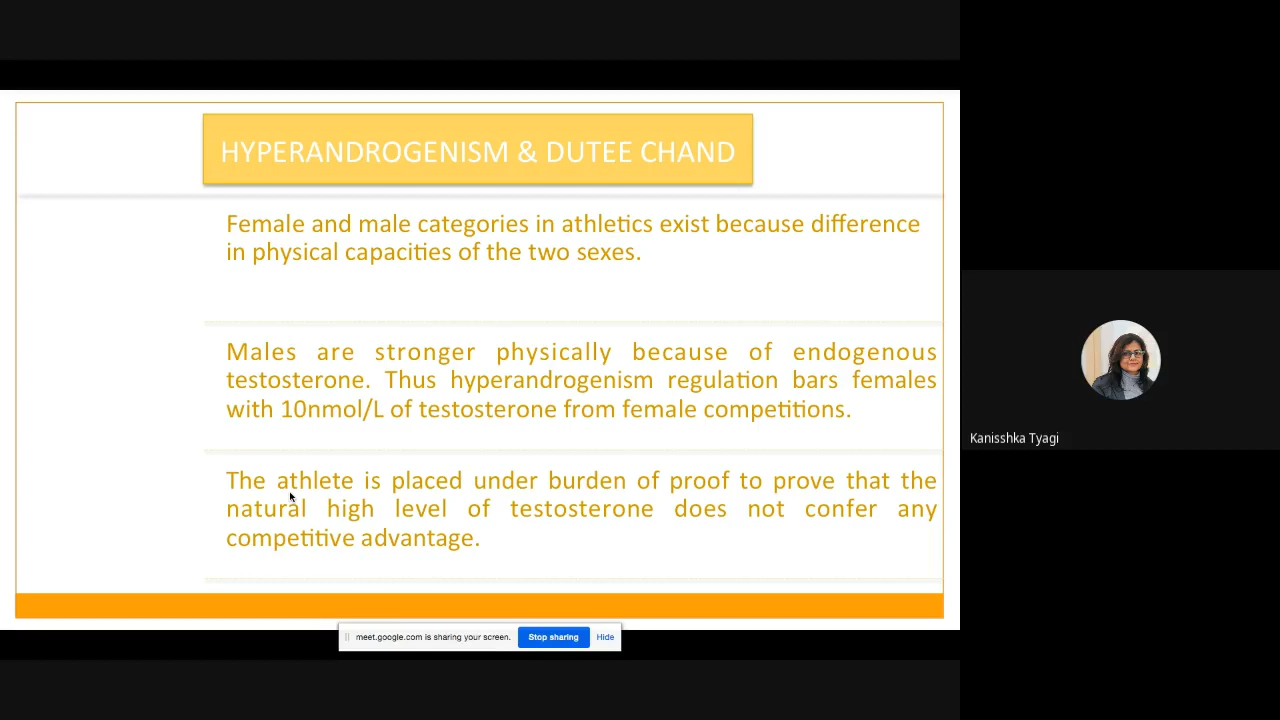 HYPERANDROGENISM & DUTEE CHAND
Female and male categories in athletics exist because difference
in physical capacities of the two sexes.
Males are stronger physically because of endogenous
testosterone. Thus hyperandrogenism regulation bars females
with 10nmol/L of testosterone from female competitions.
The athlete is placed under burden of proof to prove that the
natural high level of testosterone does not confer any
competitive advantage.
Kanisshka Tyagi
meet.google.com is sharing your screen. Stop sharing Hide